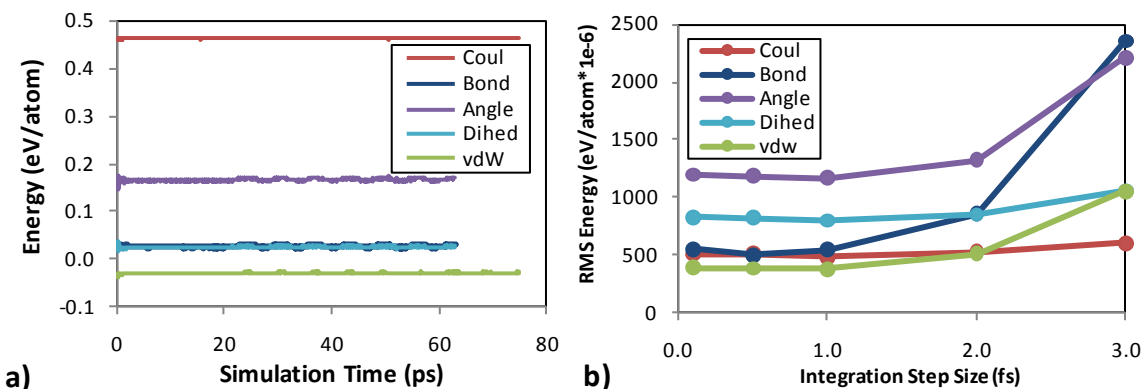 0.5
0.4
0.3
0.2
0.1
0.0
-0.1
Energy (eV/atom)
Coul
Bond
Angle
Dihed
vdW
0
20
40
60
80
Simulation Time (ps)
a)
2500
2000
1500
1000
500
0
RMS Energy (eV/atom*1e-6)
Coul
Bond
Angle
Dihed
vdw
0.0
1.0
2.0
3.0
Integration Step Size (fs)
b)